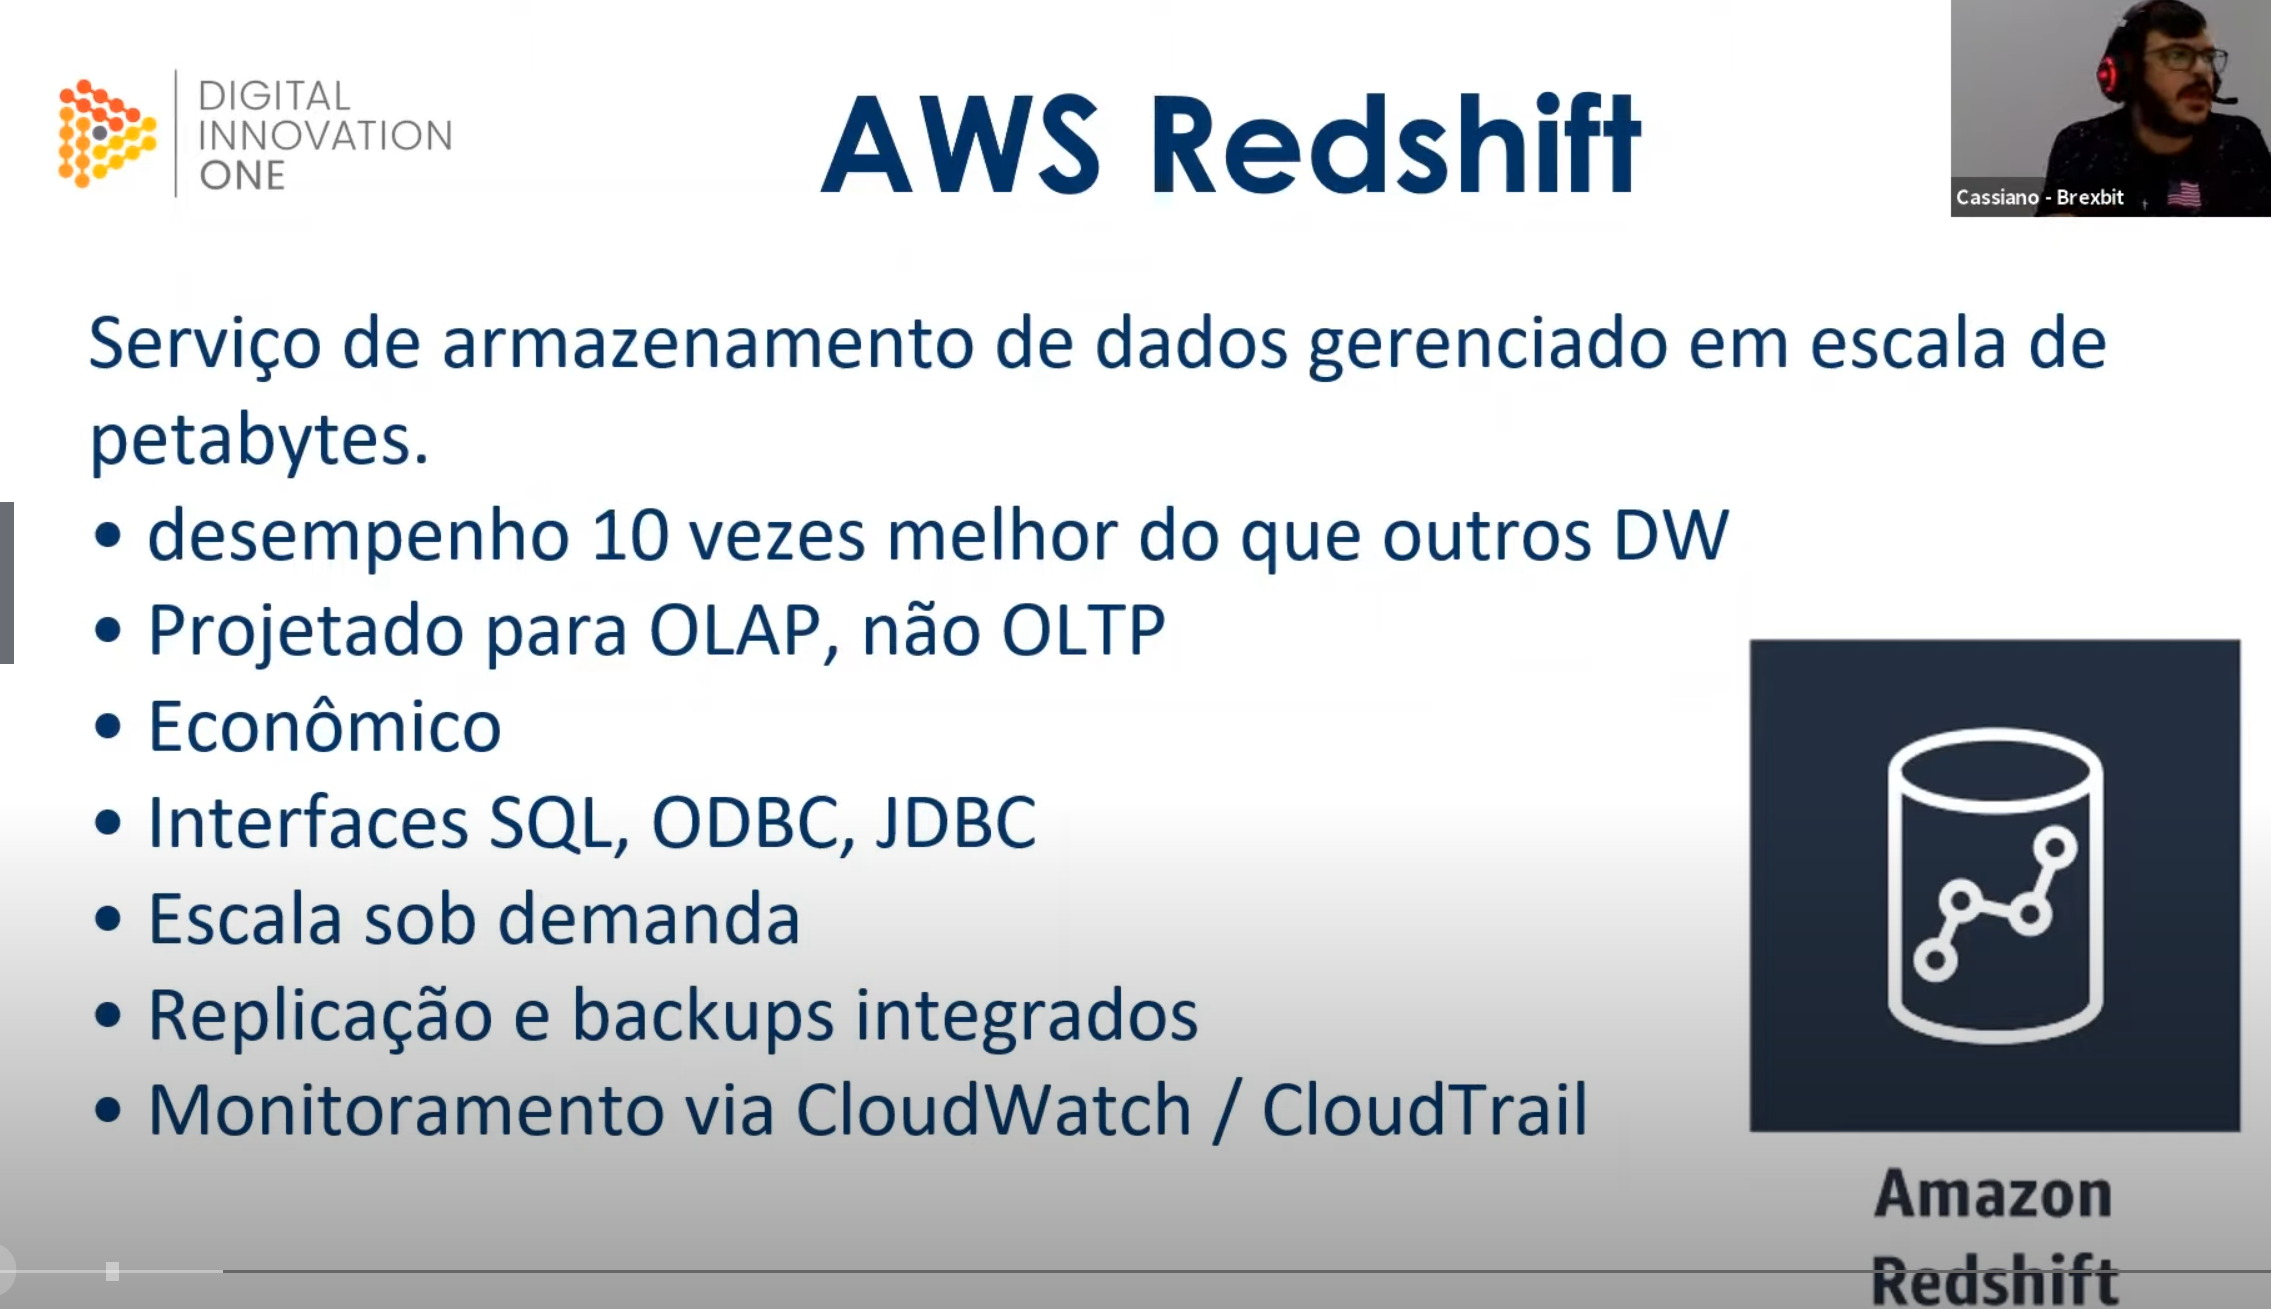 DIGITAL
INNOVATION
ONE
AWS Redshift
Cassiano - Brexbit
Serviço de armazenamento de dados gerenciado em escala de
petabytes.
• desempenho 10 vezes melhor do que outros DW
• Projetado para OLAP, não OLTP
• Econômico
• Interfaces SQL, ODBC, JDBC
• Escala sob demanda
• Replicação e backups integrados
• Monitoramento via CloudWatch / CloudTrail
Amazon
Redshift